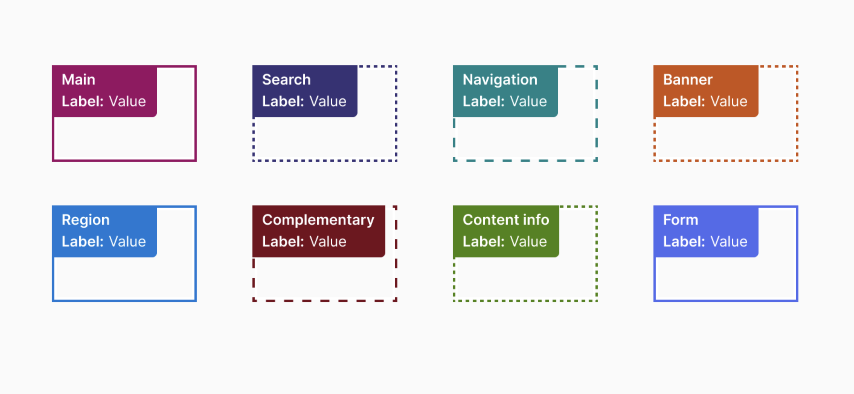 Main
Label: Value
Search
Label: Value
Navigation
Label: Value
Banner
Label: Value
Region
Label: Value
Complementary
Label: Value
Content info
Label: Value
Form
Label: Value